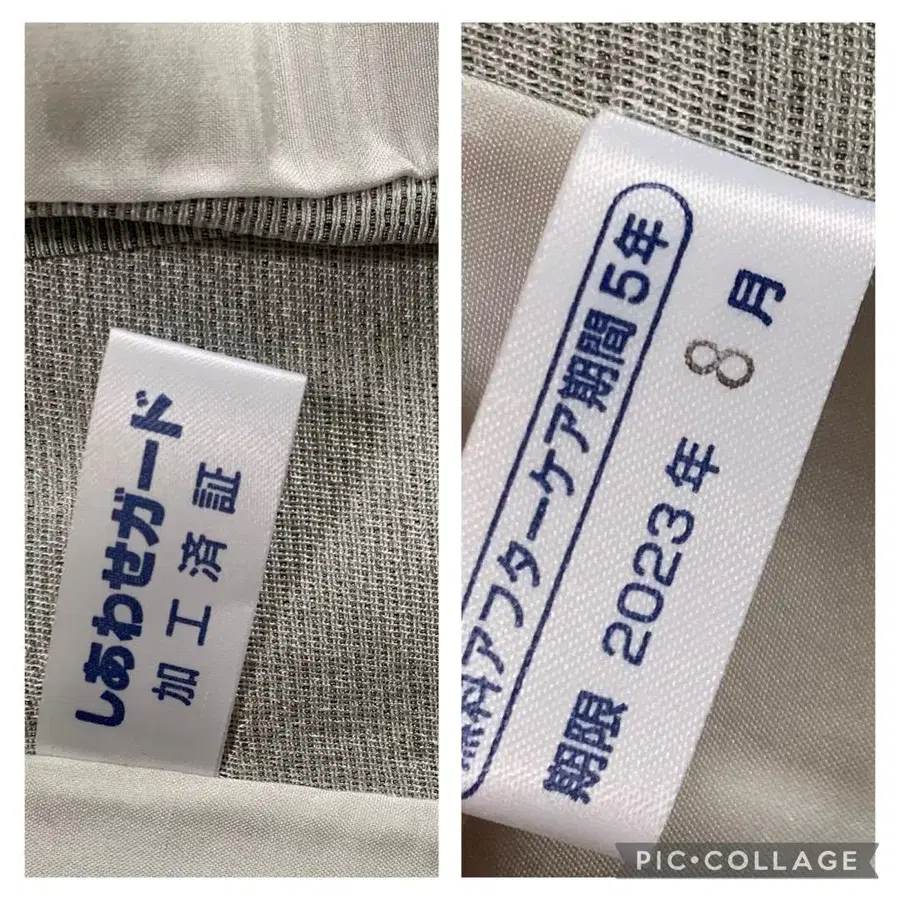 しあわせガード
加工済証
無料アフターケア期間5年
期限 2023年 8月
PIC•COLLAGE